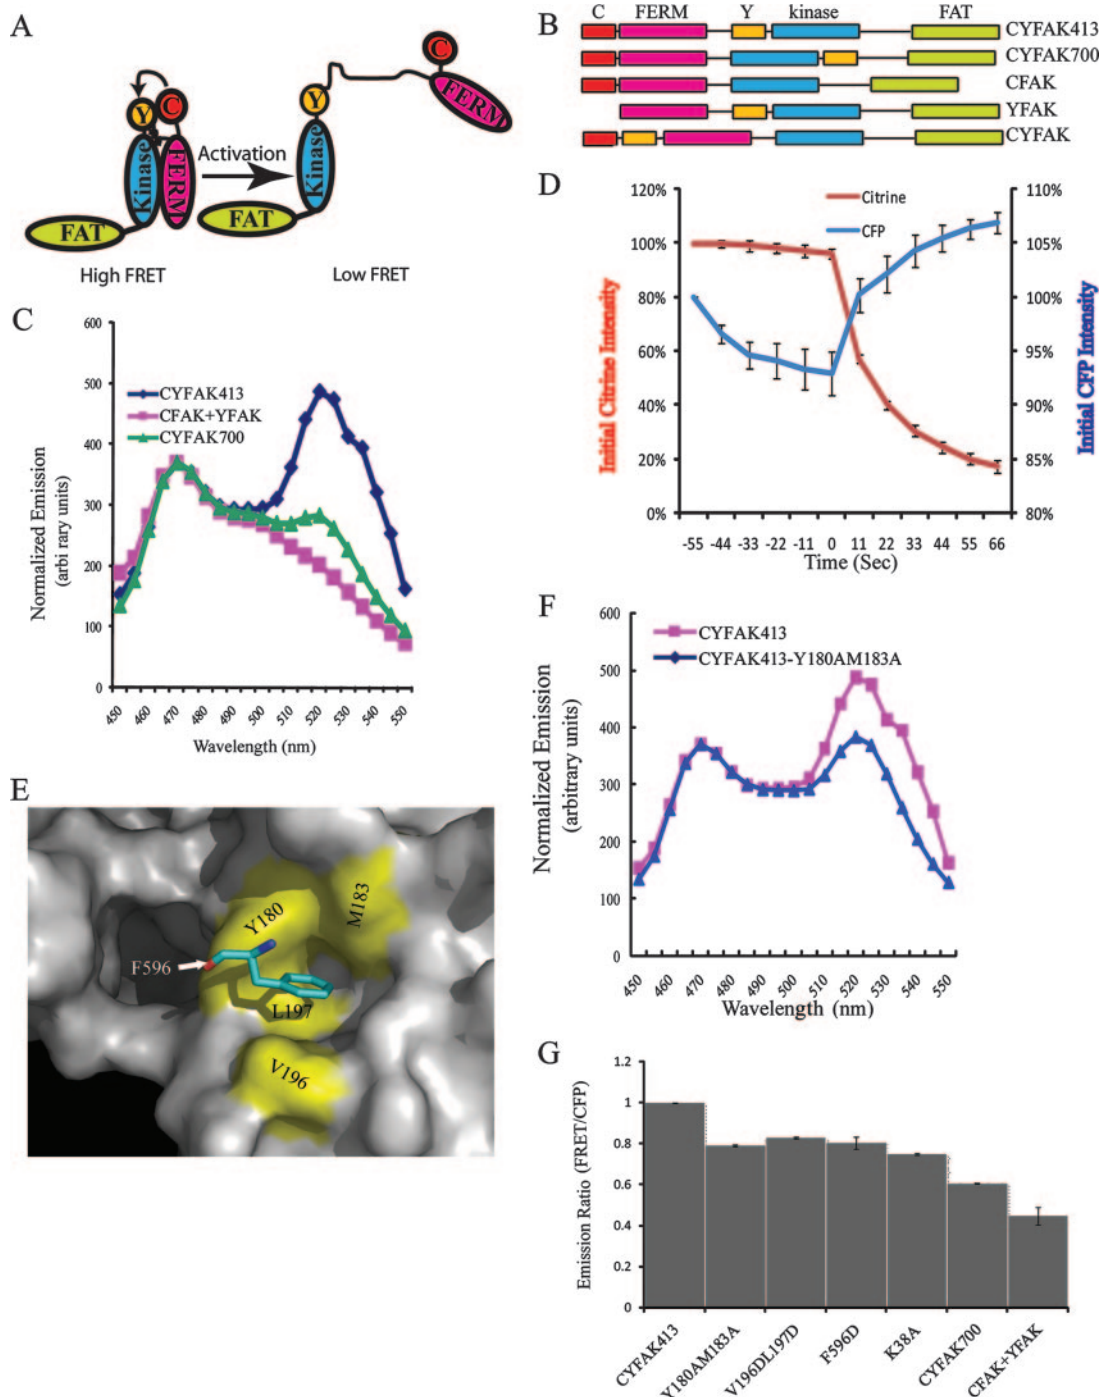 A
Y
C
Kinase
FERM
FAT
High FRET
Activation
Y
Kinase
FAT
C
FERM
Low FRET
B
C FERM Y kinase FAT
CYFAK413
CYFAK700
CFAK
YFAK
CYFAK
C
600
500
400
300
200
100
0
Normalized Emission
(arbi rary units)
CYFAK413
CFAK+YFAK
CYFAK700
450 460 470 480 490 500 510 520 530 540 550
Wavelength (nm)
D
120%
100%
80%
60%
40%
20%
0%
Initial Citrine Intensity
Citrine
CFP
110%
105%
100%
95%
90%
85%
80%
Initial CFP Intensity
-55 -44 -33 -22 -11 0 11 22 33 44 55 66
Time (Sec)
E
Y180
M183
F596
L197
V196
F
600
500
400
300
200
100
0
Normalized Emission
(arbitrary units)
CYFAK413
CYFAK413-Y180AM183A
450 460 470 480 490 500 510 520 530 540 550
Wavelength (nm)
G
1.2
1
0.8
0.6
0.4
0.2
0
Emission Ratio (FRET/CFP)
CYFAK413
Y180AM183A
V196DL197D
F596D
K38A
CYFAK700
CFAK+YFAK